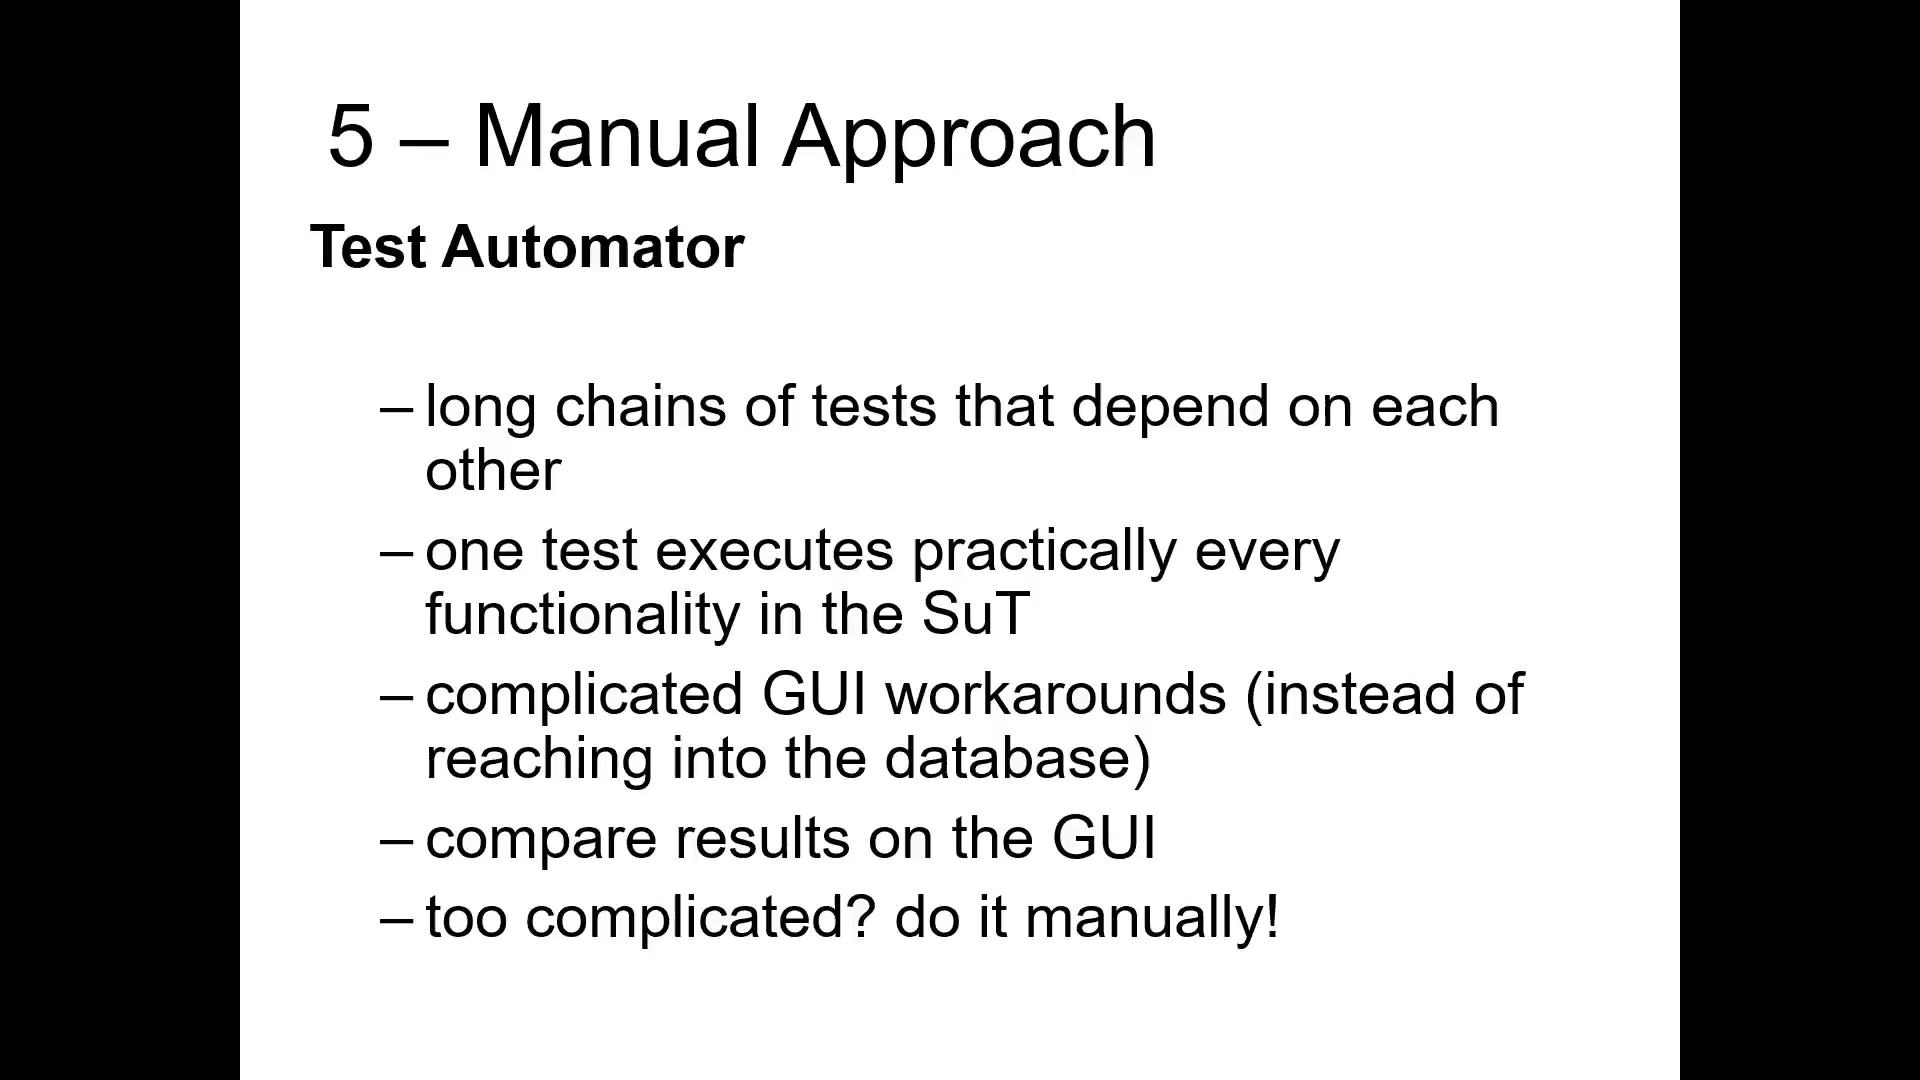 5 – Manual Approach
Test Automator
– long chains of tests that depend on each
other
– one test executes practically every
functionality in the SuT
– complicated GUI workarounds (instead of
reaching into the database)
– compare results on the GUI
– too complicated? do it manually!